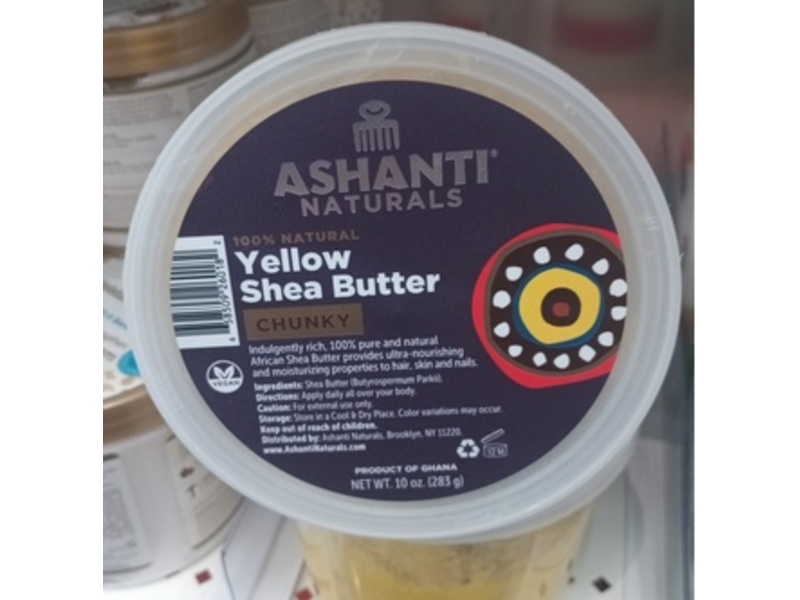 ASHANTI®
NATURALS
100% NATURAL
Yellow
Shea Butter
CHUNKY
Indulgently rich, 100% pure and natural
African Shea Butter provides ultra-nourishing
and moisturizing properties to hair, skin and nails.
VEGAN
Ingredients: Shea Butter (Butyrospermum Parkii).
Directions: Apply daily all over your body.
Caution: For external use only.
Storage: Store in a Cool & Dry Place. Color variations may occur.
Keep out of reach of children.
Distributed by: Ashanti Naturals, Brooklyn, NY 11220
www.AshantiNaturals.com
12 M
PRODUCT OF GHANA
NET WT. 10 oz. (283 g)